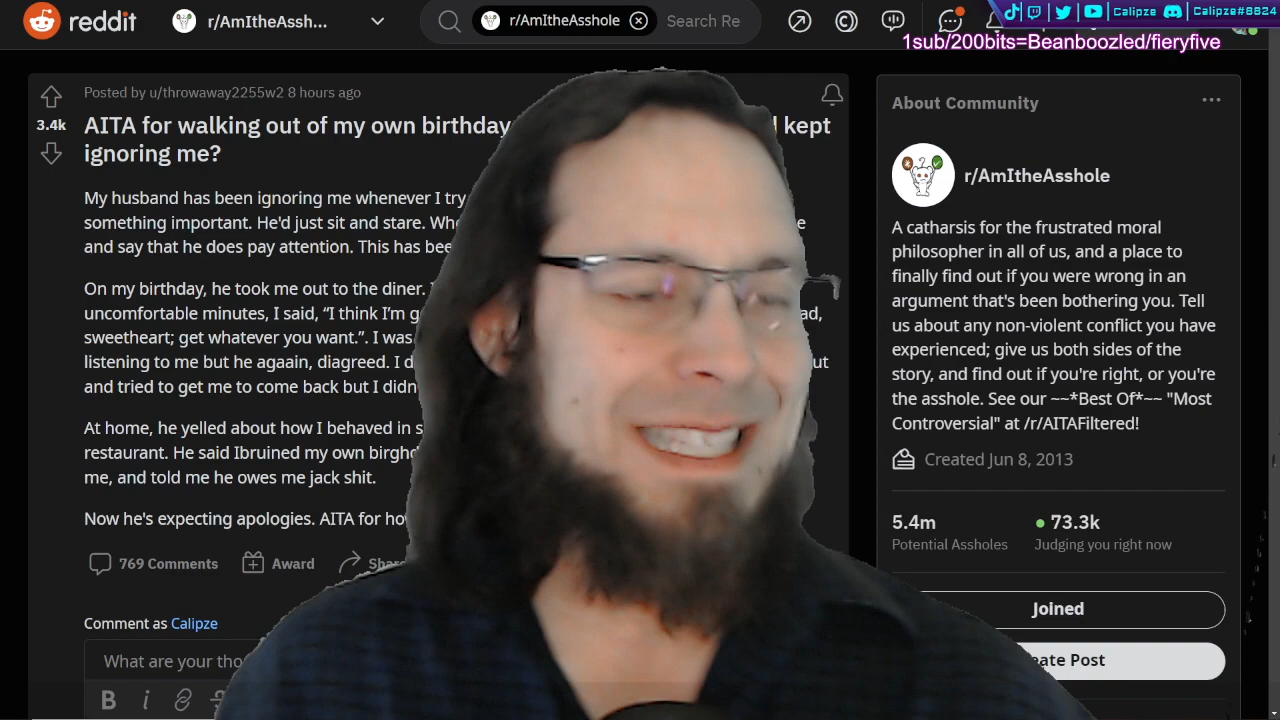 reddit
r/AmItheAssh...
r/AmItheAsshole
Search Re
Calipze
Calipze#8824
1sub/200bits=Beanboozled/fieryfive
Posted by u/throwaway2255w2 8 hours ago
3.4k
AITA for walking out of my own birthday kept
ignoring me?
My husband has been ignoring me whenever I try
something important. He'd just sit and stare.
and say that he does pay attention. This has
On my birthday, he took me out to the diner.
uncomfortable minutes, I said, “I think I'm
sweetheart; get whatever you want.”. I was
listening to me but he agaain, diagreed. I
and tried to get me to come back but I
At home, he yelled about how I behaved in
restaurant. He said Ibruined my own
me, and told me he owes me jack shit.
Now he's expecting apologies. AITA for
769 Comments
Award
Share
Comment as Calipze
What are your
B i
About Community
r/AmItheAsshole
A catharsis for the frustrated moral
philosopher in all of us, and a place to
finally find out if you were wrong in an
argument that's been bothering you. Tell
us about any non-violent conflict you have
experienced; give us both sides of the
story, and find out if you're right, or you're
the asshole. See our ~~*Best Of*~~ "Most
Controversial" at /r/AITAFiltered!
Created Jun 8, 2013
5.4m
73.3k
Potential Assholes
Judging you right now
Joined
Post